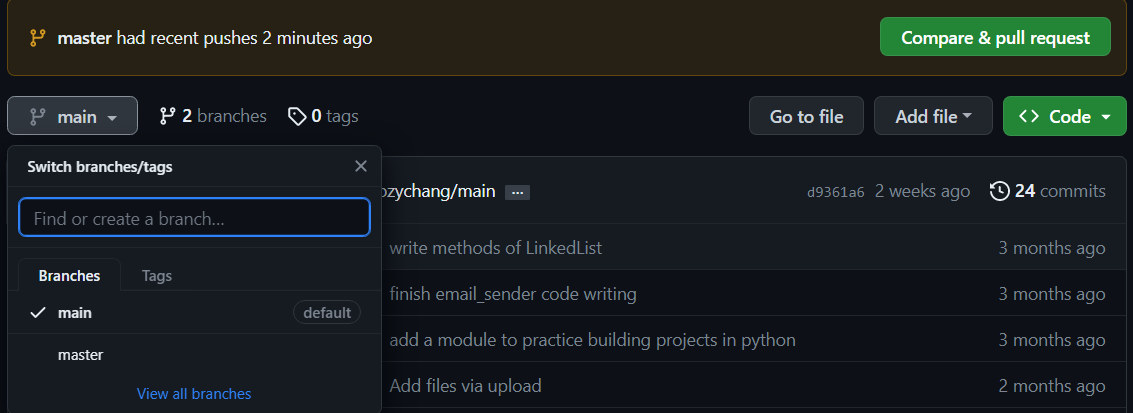 master had recent pushes 2 minutes ago Compare & pull request
main 2 branches 0 tags Go to file Add file Code
Switch branches/tags
/main ... d9361a6 2 weeks ago 24 commits
Find or create a branch...
write methods of LinkedList 3 months ago
Branches Tags
finish email_sender code writing 3 months ago
main default
add a module to practice building projects in python 3 months ago
master
Add files via upload 2 months ago
View all branches